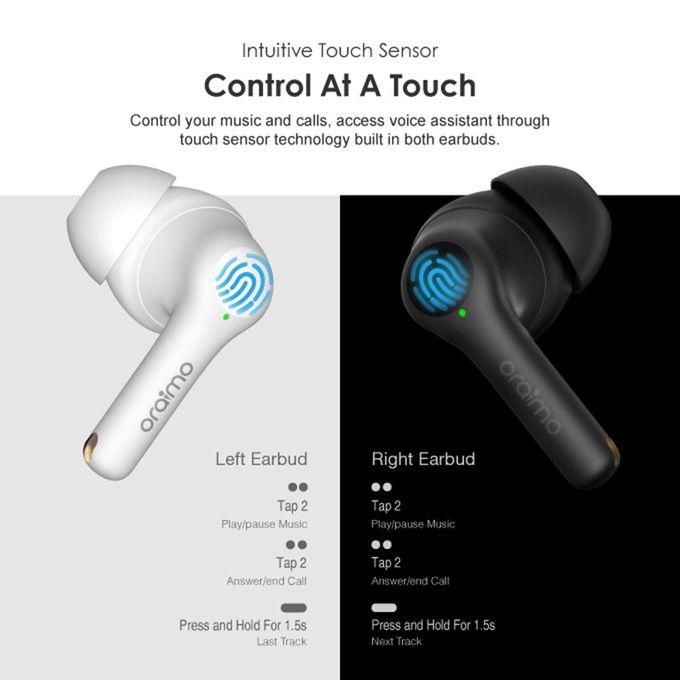 Intuitive Touch Sensor
Control At A Touch
Control your music and calls, access voice assistant through
touch sensor technology built in both earbuds.
oraimo
oraimo
Left Earbud
Tap 2
Play/pause Music
Tap 2
Answer/end Call
Press and Hold For 1.5s
Last Track
Right Earbud
Tap 2
Play/pause Music
Tap 2
Answer/end Call
Press and Hold For 1.5s
Next Track